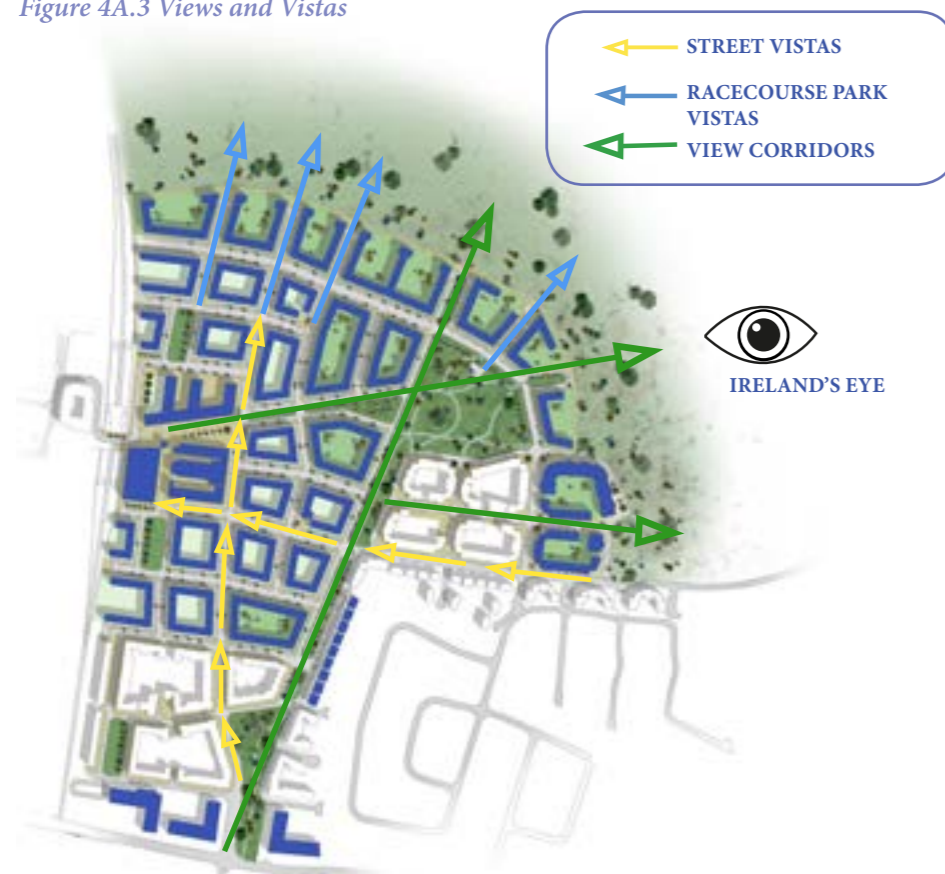 Figure 4A.3 Views and Vistas
STREET VISTAS
RACECOURSE PARK
VISTAS
VIEW CORRIDORS
IRELAND'S EYE